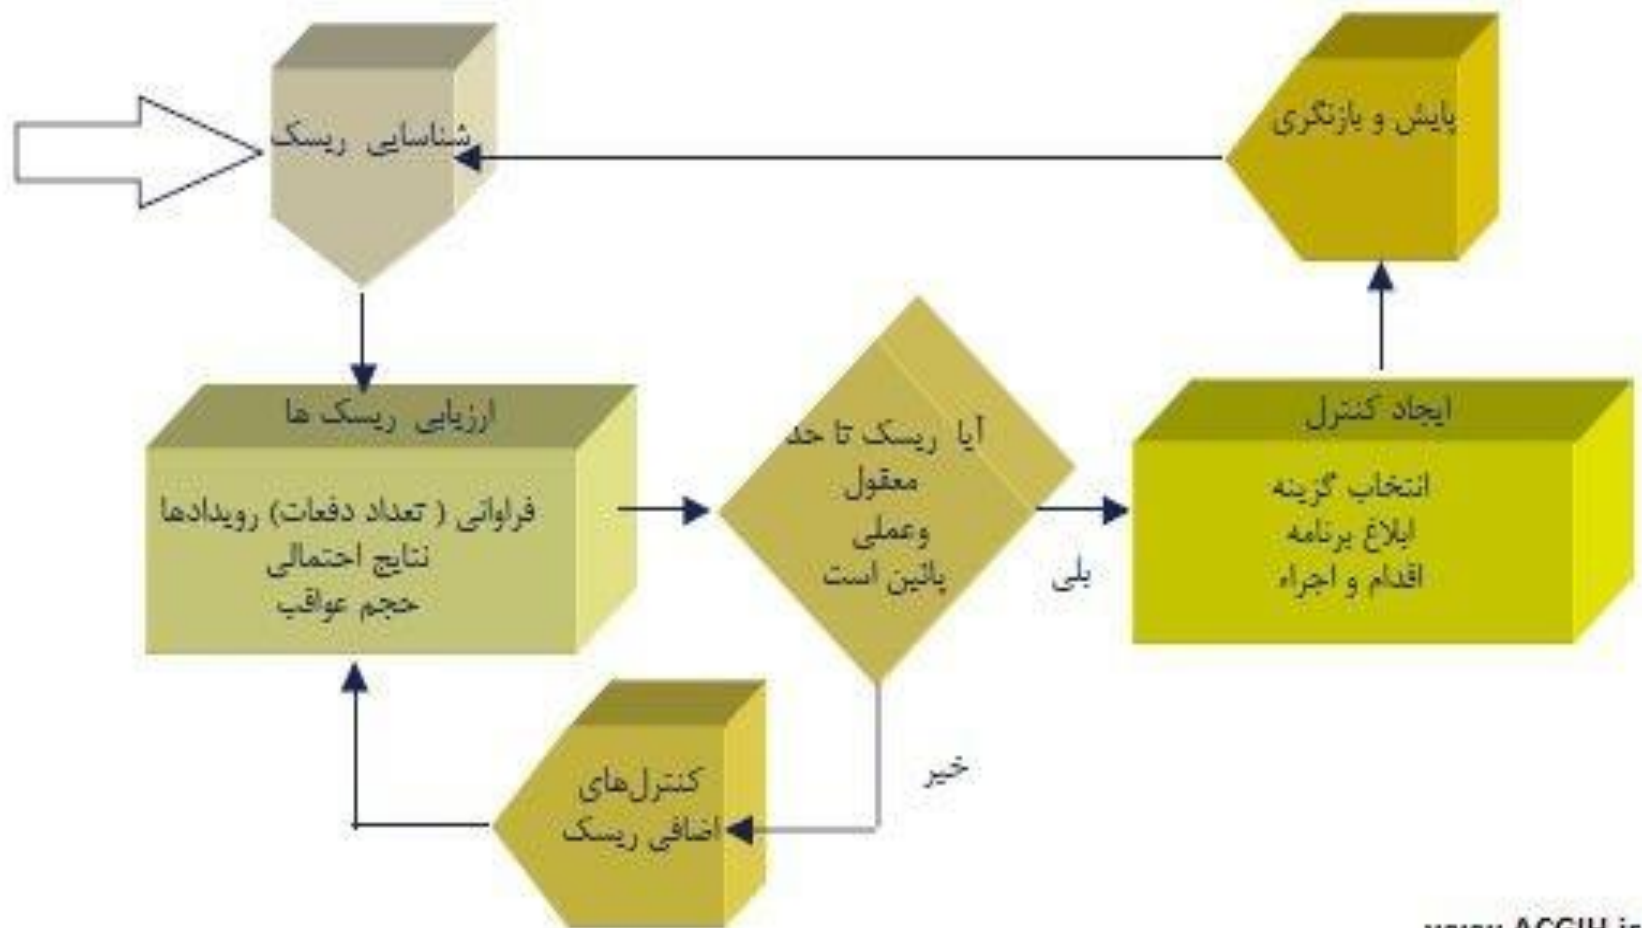 شناسایی ریسک
پایش و بازنگری
ارزیابی ریسک ها
فراوانی ( تعداد دفعات) رویدادها
نتایج احتمالی
حجم عواقب
آیا ریسک تا حد
معقول
وعملی
پائین است
بلی
ایجاد کنترل
انتخاب گزینه
ابلاغ برنامه
اقدام و اجراء
خیر
کنترل‌های
اضافی ریسک